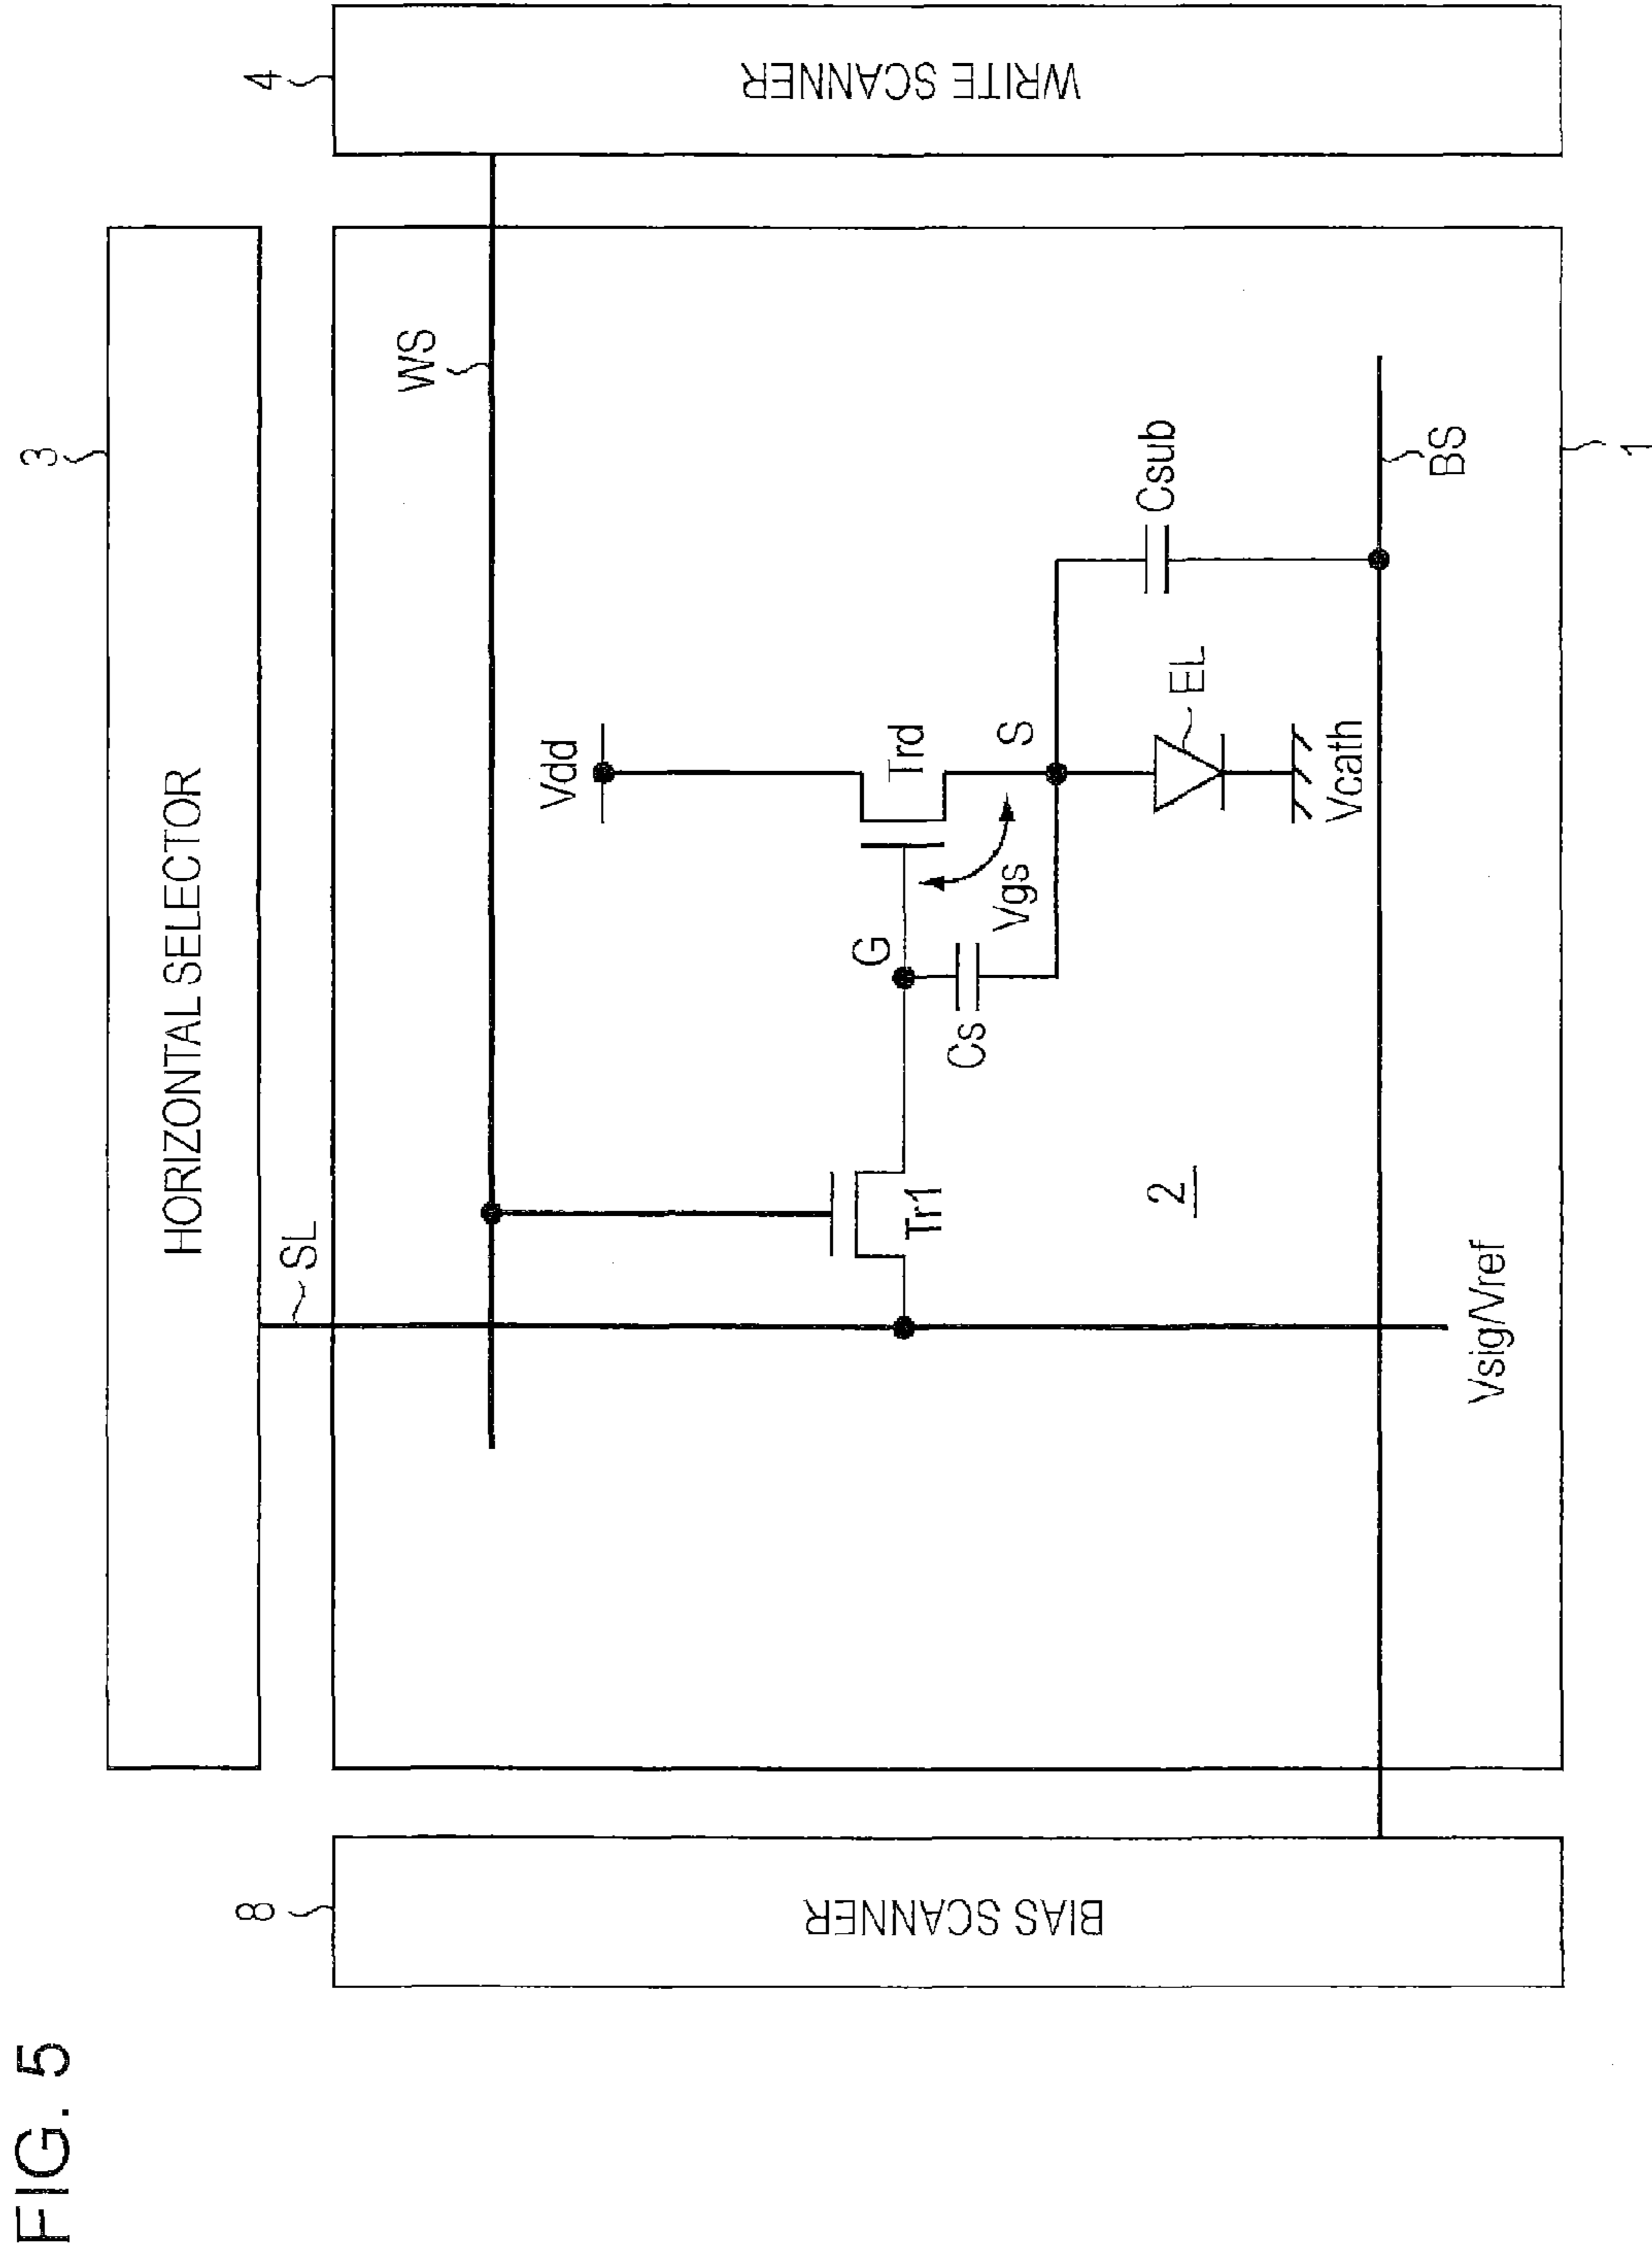 FIG. 5
3
HORIZONTAL SELECTOR
8
BIAS SCANNER
4
WRITE SCANNER
SL
WS
Vdd
Trd
G
Cs
Vgs
S
Tr1
EL
Csub
2
Vcath
BS
Vsig/Vref
1